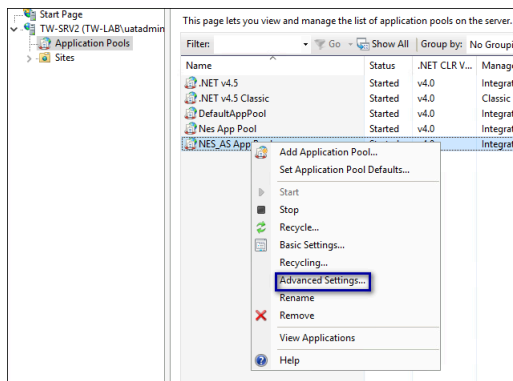 Start Page
TW-SRV2 (TW-LAB\uatadmin
Application Pools
Sites
This page lets you view and manage the list of application pools on the server.
Filter: Go Show All Group by: No Groupi
Name Status .NET CLR V... Manage
.NET v4.5 Started v4.0 Integrat
.NET v4.5 Classic Started v4.0 Classic
DefaultAppPool Started v4.0 Integrat
Nes App Pool Started v4.0 Integrat
NES_AS App Integrat
Add Application Pool...
Set Application Pool Defaults...
Start
Stop
Recycle...
Basic Settings...
Recycling...
Advanced Settings...
Rename
Remove
View Applications
Help